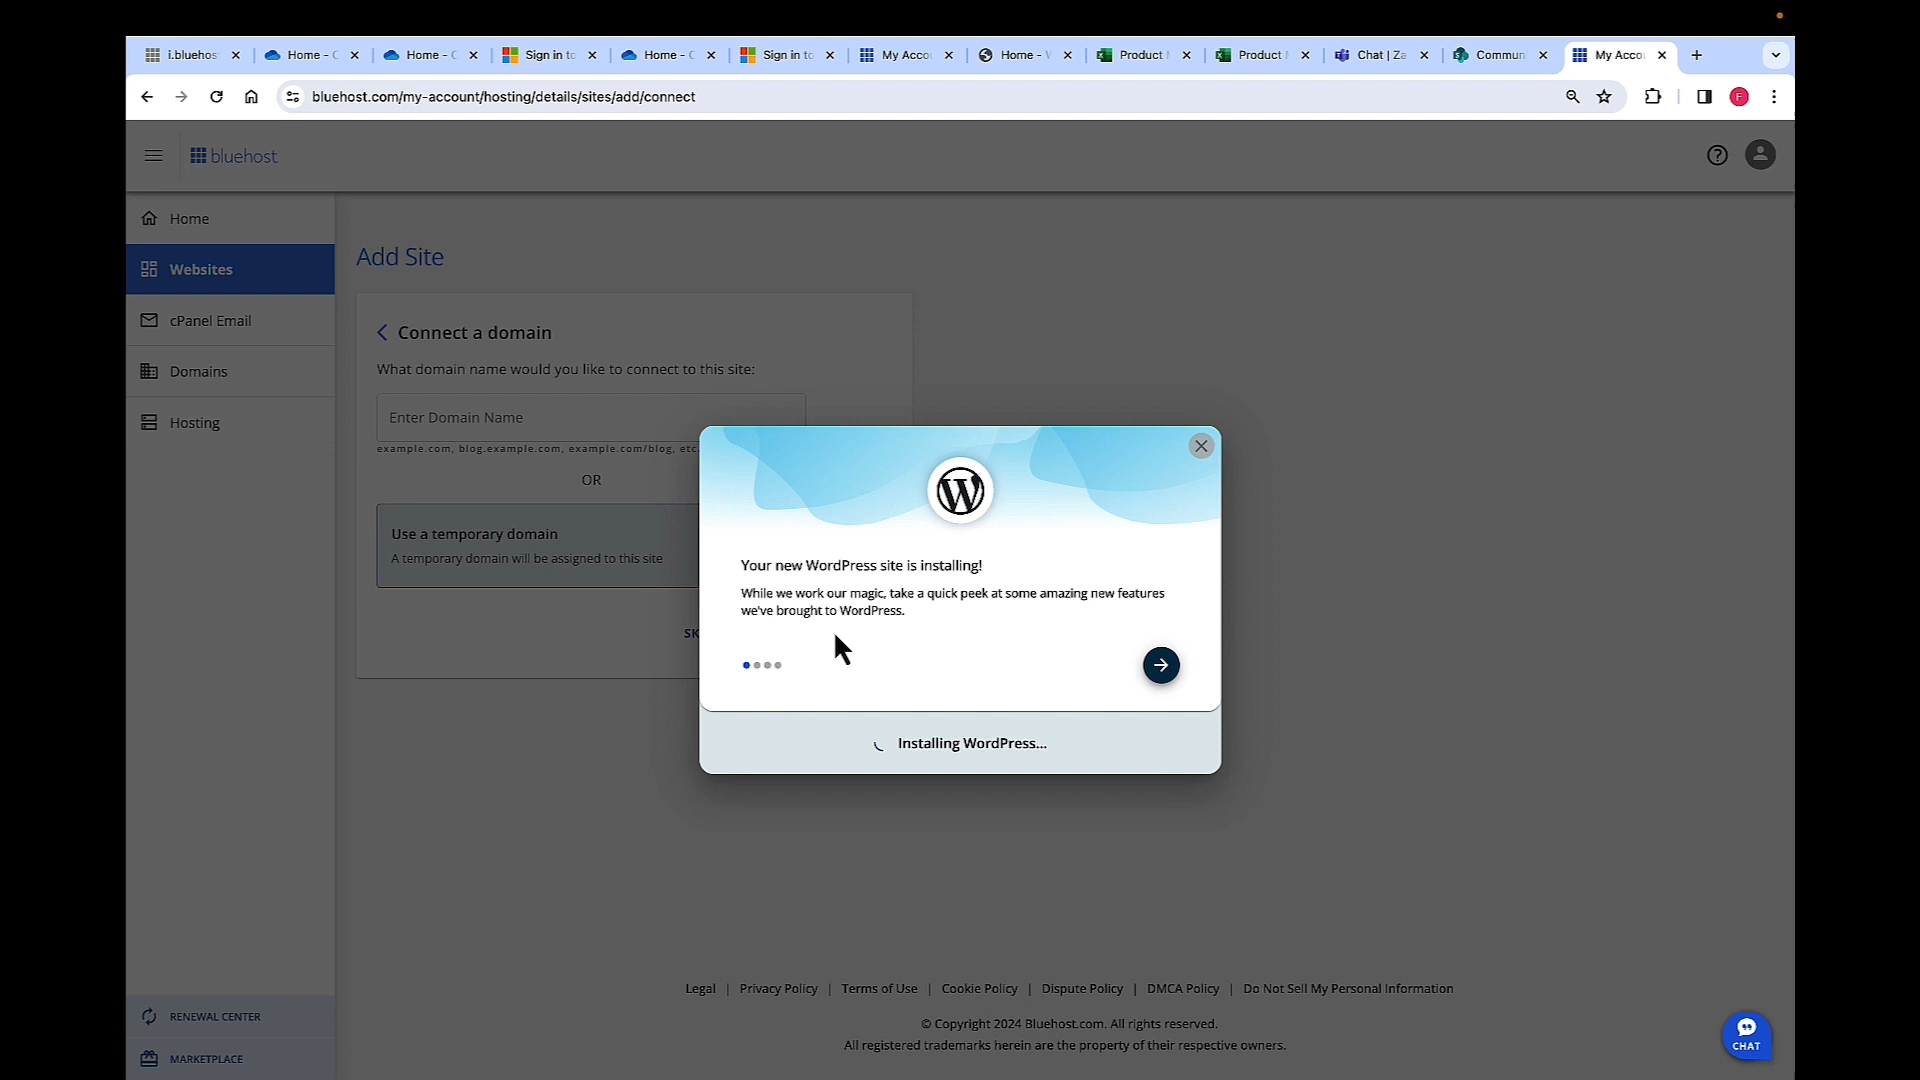 i.bluehos
Home - C
Home - C
Sign in to
Home - C
Sign in to
My Acco
Home - W
Product
Product
Chat | Za
Commun
My Acco
bluehost.com/my-account/hosting/details/sites/add/connect
F
bluehost
Home
Websites
cPanel Email
Domains
Hosting
Add Site
Connect a domain
What domain name would you like to connect to this site:
Enter Domain Name
example.com, blog.example.com, example.com/blog, etc.
OR
Use a temporary domain
A temporary domain will be assigned to this site
SK
Your new WordPress site is installing!
While we work our magic, take a quick peek at some amazing new features
we've brought to WordPress.
Installing WordPress...
RENEWAL CENTER
MARKETPLACE
Legal | Privacy Policy | Terms of Use | Cookie Policy | Dispute Policy | DMCA Policy | Do Not Sell My Personal Information
© Copyright 2024 Bluehost.com. All rights reserved.
All registered trademarks herein are the property of their respective owners.
CHAT